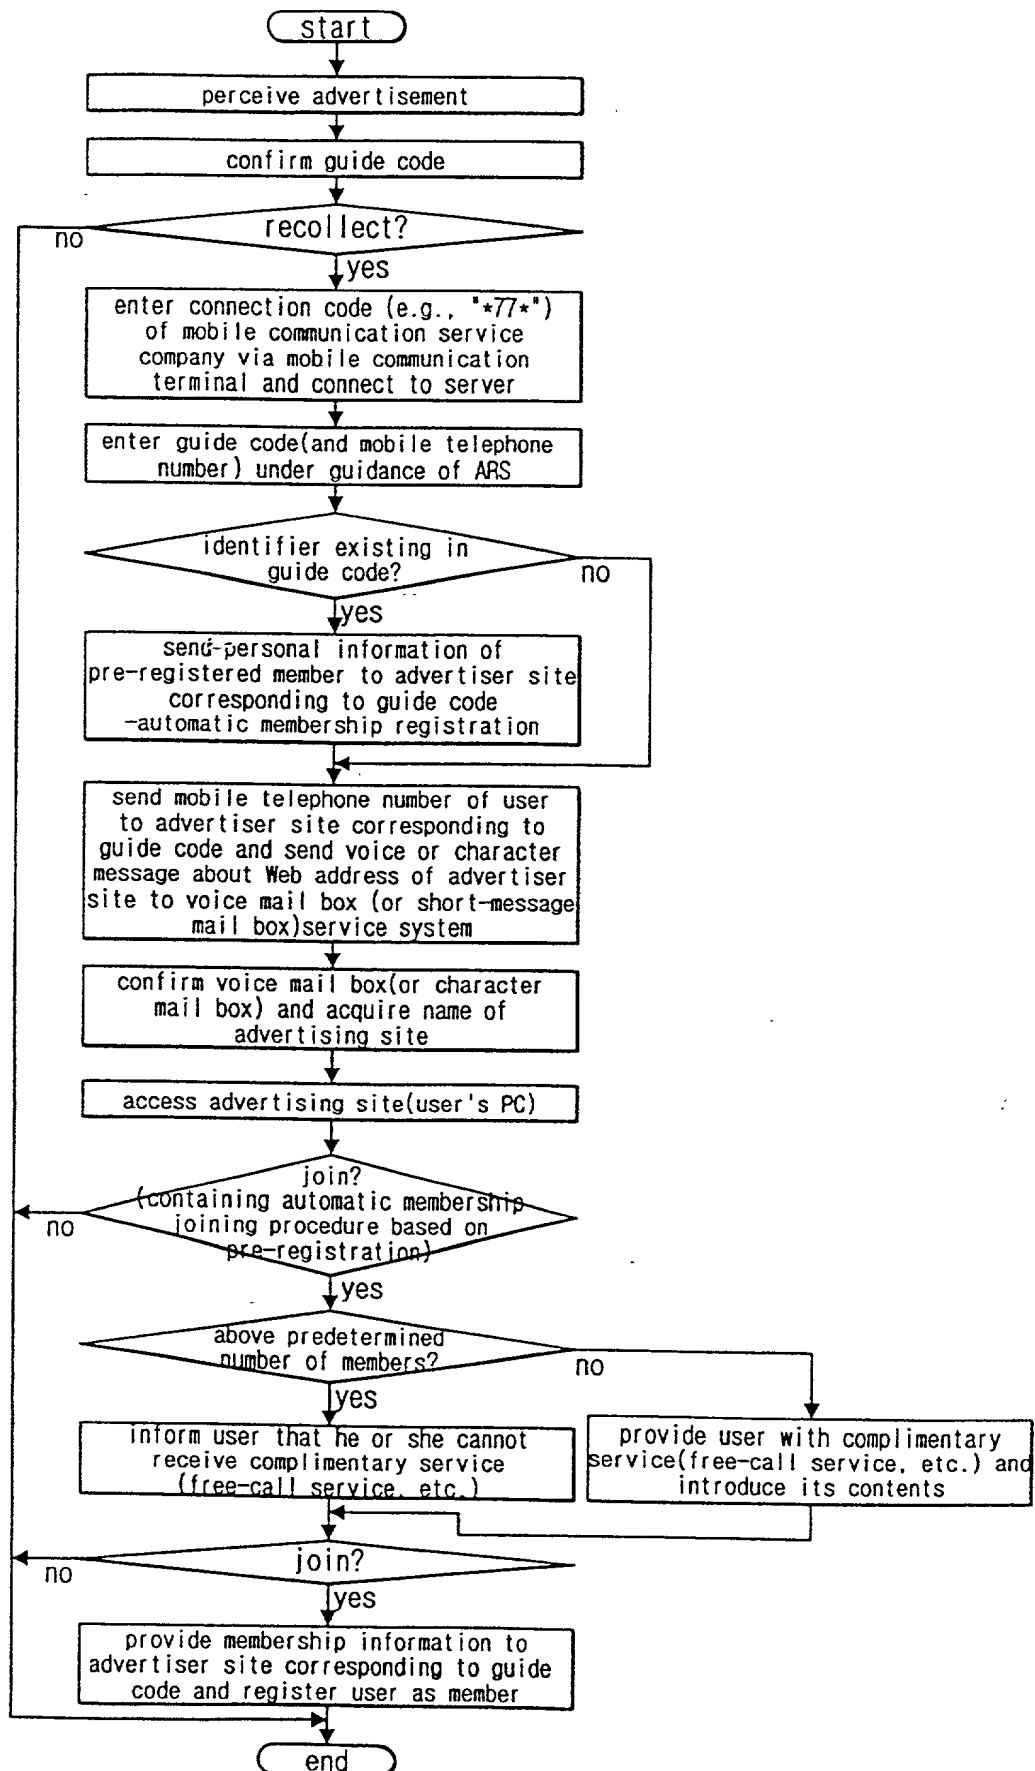 start
perceive advertisement
confirm guide code
recollect?
no
yes
enter connection code (e.g., "*77*")
of mobile communication service
company via mobile communication
terminal and connect to server
enter guide code(and mobile telephone
number) under guidance of ARS
identifier existing in
guide code?
no
yes
send-personal information of
pre-registered member to advertiser site
corresponding to guide code
-automatic membership registration
send mobile telephone number of user
to advertiser site corresponding to
guide code and send voice or character
message about Web address of advertiser
site to voice mail box (or short-message
mail box)service system
confirm voice mail box(or character
mail box) and acquire name of
advertising site
access advertising site(user's PC)
join?
(containing automatic membership
joining procedure based on
pre-registration)
no
yes
above predetermined
number of members?
no
yes
inform user that he or she cannot
receive complimentary service
(free-call service, etc.)
provide user with complimentary
service(free-call service, etc.) and
introduce its contents
join?
no
yes
provide membership information to
advertiser site corresponding to guide
code and register user as member
end